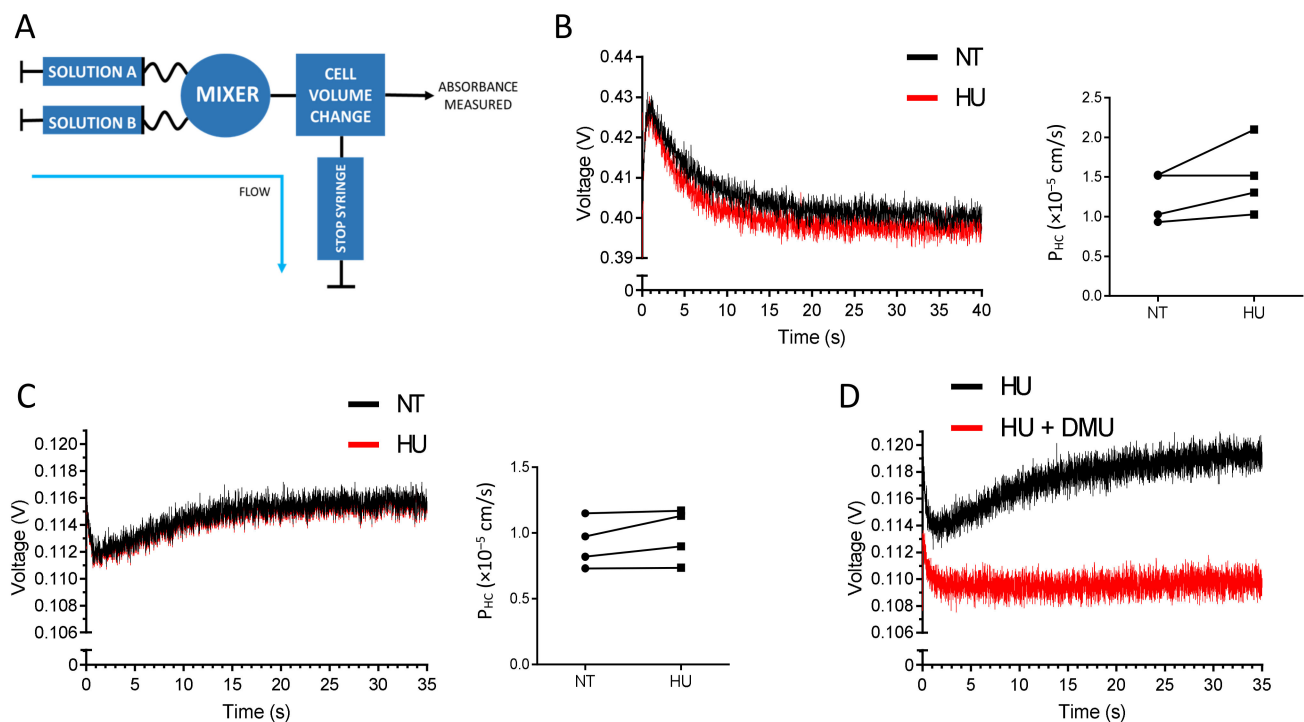 A
SOLUTION A
SOLUTION B
MIXER
CELL
VOLUME
CHANGE
ABSORBANCE
MEASURED
STOP SYRINGE
FLOW
B
NT
HU
0.44
0.43
0.42
0.41
0.40
0.39
0
Voltage (V)
0 5 10 15 20 25 30 35 40
Time (s)
2.5
2.0
1.5
1.0
0.5
0.0
PHC (×10⁻⁵ cm/s)
NT HU
C
NT
HU
0.120
0.118
0.116
0.114
0.112
0.110
0.108
0.106
0
Voltage (V)
0 5 10 15 20 25 30 35
Time (s)
1.5
1.0
0.5
0.0
PHC (×10⁻⁵ cm/s)
NT HU
D
HU
HU + DMU
0.120
0.118
0.116
0.114
0.112
0.110
0.108
0.106
0
Voltage (V)
0 5 10 15 20 25 30 35
Time (s)